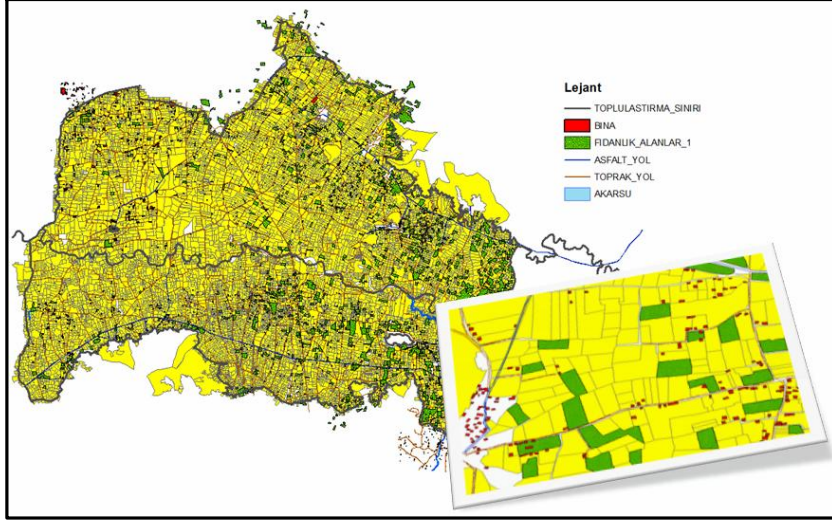 Lejant
TOPLULASTIRMA_SINIRI
BINA
FIDANLIK_ALANLAR_1
ASFALT_YOL
TOPRAK_YOL
AKARSU